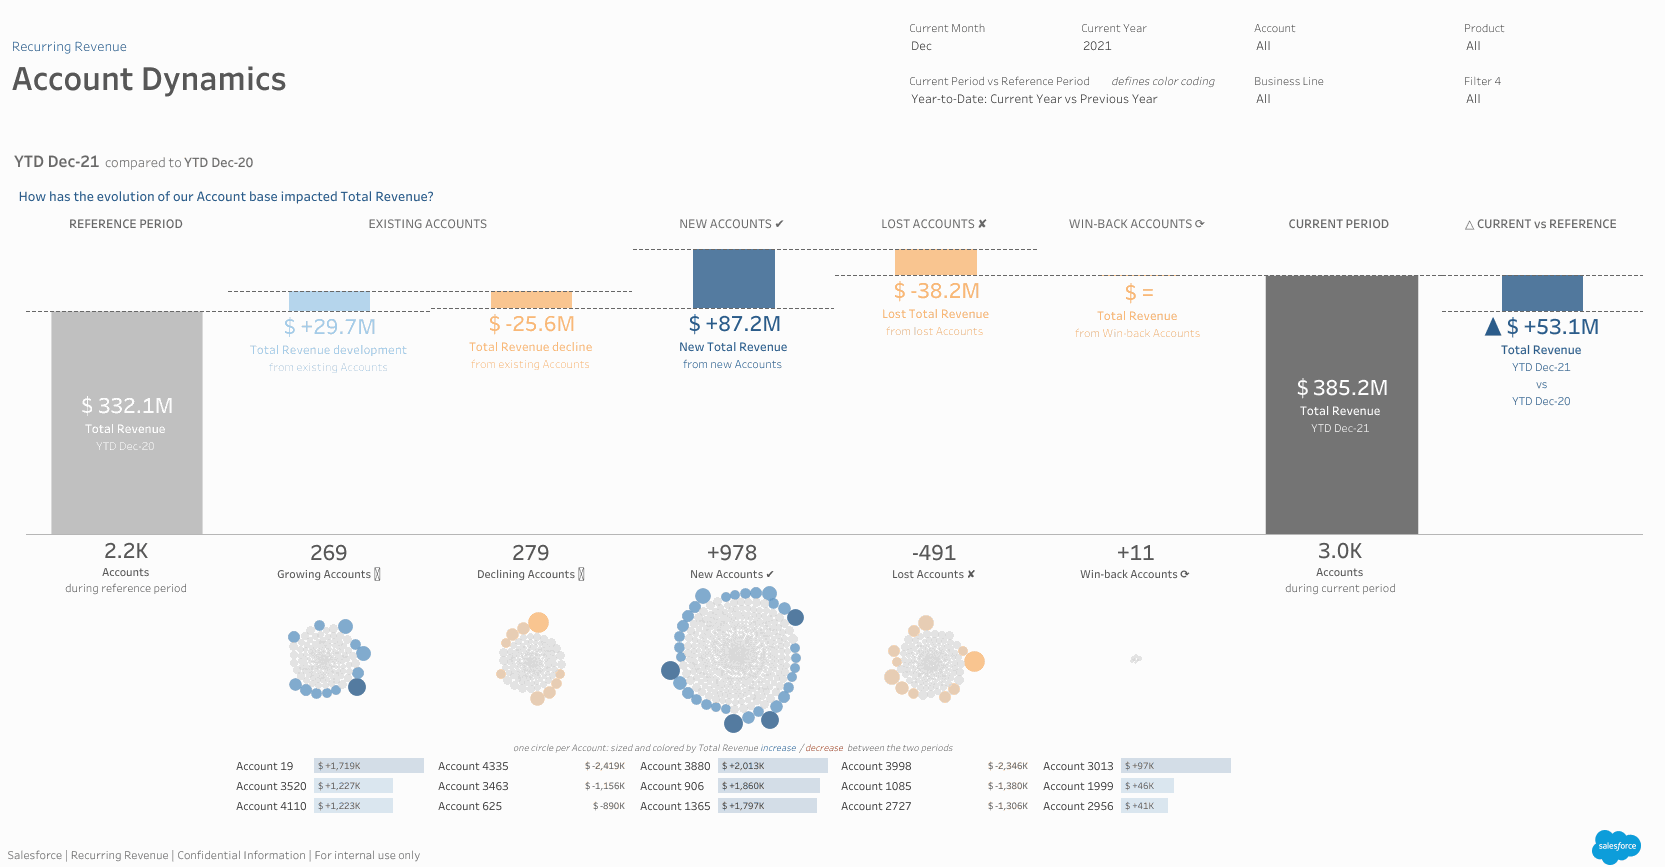 Recurring Revenue
Account Dynamics
Current Month
Dec
Current Year
2021
Account
All
Product
All
Current Period vs Reference Period defines color coding
Year-to-Date: Current Year vs Previous Year
Business Line
All
Filter 4
All
YTD Dec-21 compared to YTD Dec-20
How has the evolution of our Account base impacted Total Revenue?
REFERENCE PERIOD
EXISTING ACCOUNTS
NEW ACCOUNTS ✔
LOST ACCOUNTS ✘
WIN-BACK ACCOUNTS ⟳
CURRENT PERIOD
△ CURRENT vs REFERENCE
$ 332.1M
Total Revenue
YTD Dec-20
$ +29.7M
Total Revenue development
from existing Accounts
$ -25.6M
Total Revenue decline
from existing Accounts
$ +87.2M
New Total Revenue
from new Accounts
$ -38.2M
Lost Total Revenue
from lost Accounts
$ =
Total Revenue
from Win-back Accounts
$ 385.2M
Total Revenue
YTD Dec-21
▲ $ +53.1M
Total Revenue
YTD Dec-21
vs
YTD Dec-20
2.2K
Accounts
during reference period
269
Growing Accounts
279
Declining Accounts
+978
New Accounts ✔
-491
Lost Accounts ✘
+11
Win-back Accounts ⟳
3.0K
Accounts
during current period
one circle per Account: sized and colored by Total Revenue increase / decrease between the two periods
Account 19 $ +1,719K
Account 3520 $ +1,227K
Account 4110 $ +1,223K
Account 4335 $ -2,419K
Account 3463 $ -1,156K
Account 625 $ -890K
Account 3880 $ +2,013K
Account 906 $ +1,860K
Account 1365 $ +1,797K
Account 3998 $ -2,346K
Account 1085 $ -1,380K
Account 2727 $ -1,306K
Account 3013 $ +97K
Account 1999 $ +46K
Account 2956 $ +41K
Salesforce | Recurring Revenue | Confidential Information | For internal use only
salesforce